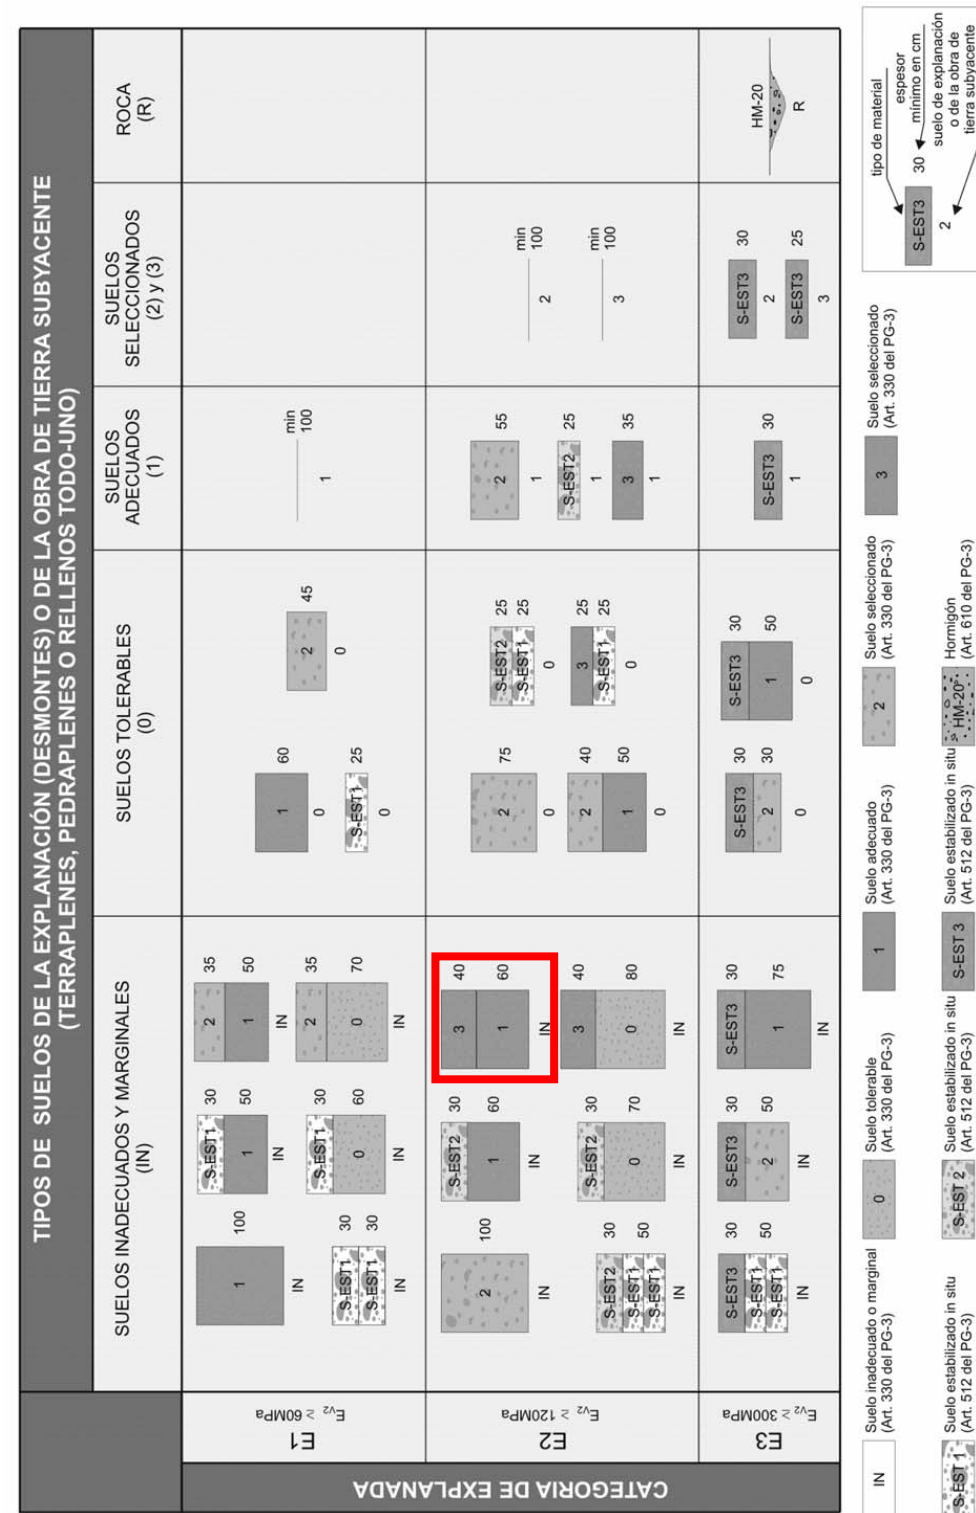 TIPOS DE SUELOS DE LA EXPLANACIÓN (DESMONTES) O DE LA OBRA DE TIERRA SUBYACENTE
(TERRAPLENES, PEDRAPLENES O RELLENOS TODO-UNO)
SUELOS INADECUADOS Y MARGINALES
(IN)
SUELOS TOLERABLES
(0)
SUELOS
ADECUADOS
(1)
SUELOS
SELECCIONADOS
(2) y (3)
ROCA
(R)
CATEGORIA DE EXPLANADA
E1
Ev2 ≥ 60MPa
1
100
IN
S-EST1
30
S-EST1
30
IN
S-EST1
30
1
50
IN
S-EST1
30
0
60
IN
2
35
1
50
IN
2
35
0
70
IN
1
60
0
S-EST1
25
0
2
45
0
min
100
1
E2
Ev2 ≥ 120MPa
2
100
IN
S-EST2
30
S-EST1
50
S-EST1
IN
S-EST2
30
1
60
IN
S-EST2
30
0
70
IN
3
40
1
60
IN
3
40
0
80
IN
2
75
0
2
40
1
50
0
S-EST2
25
S-EST1
25
0
3
25
S-EST1
25
0
2
55
1
S-EST2
25
1
3
35
1
min
100
2
min
100
3
E3
Ev2 ≥ 300MPa
S-EST3
30
S-EST1
50
S-EST1
IN
S-EST3
30
2
50
IN
S-EST3
30
1
75
IN
S-EST3
30
2
30
0
S-EST3
30
1
50
0
S-EST3
30
1
S-EST3
30
2
S-EST3
25
3
HM-20
R
IN
Suelo inadecuado o marginal
(Art. 330 del PG-3)
0
Suelo tolerable
(Art. 330 del PG-3)
1
Suelo adecuado
(Art. 330 del PG-3)
2
Suelo seleccionado
(Art. 330 del PG-3)
3
Suelo seleccionado
(Art. 330 del PG-3)
S-EST 1
Suelo estabilizado in situ
(Art. 512 del PG-3)
S-EST 2
Suelo estabilizado in situ
(Art. 512 del PG-3)
S-EST 3
Suelo estabilizado in situ
(Art. 512 del PG-3)
HM-20
Hormigón
(Art. 610 del PG-3)
tipo de material
espesor
mínimo en cm
S-EST3
30
suelo de explanación
o de la obra de
tierra subyacente
2